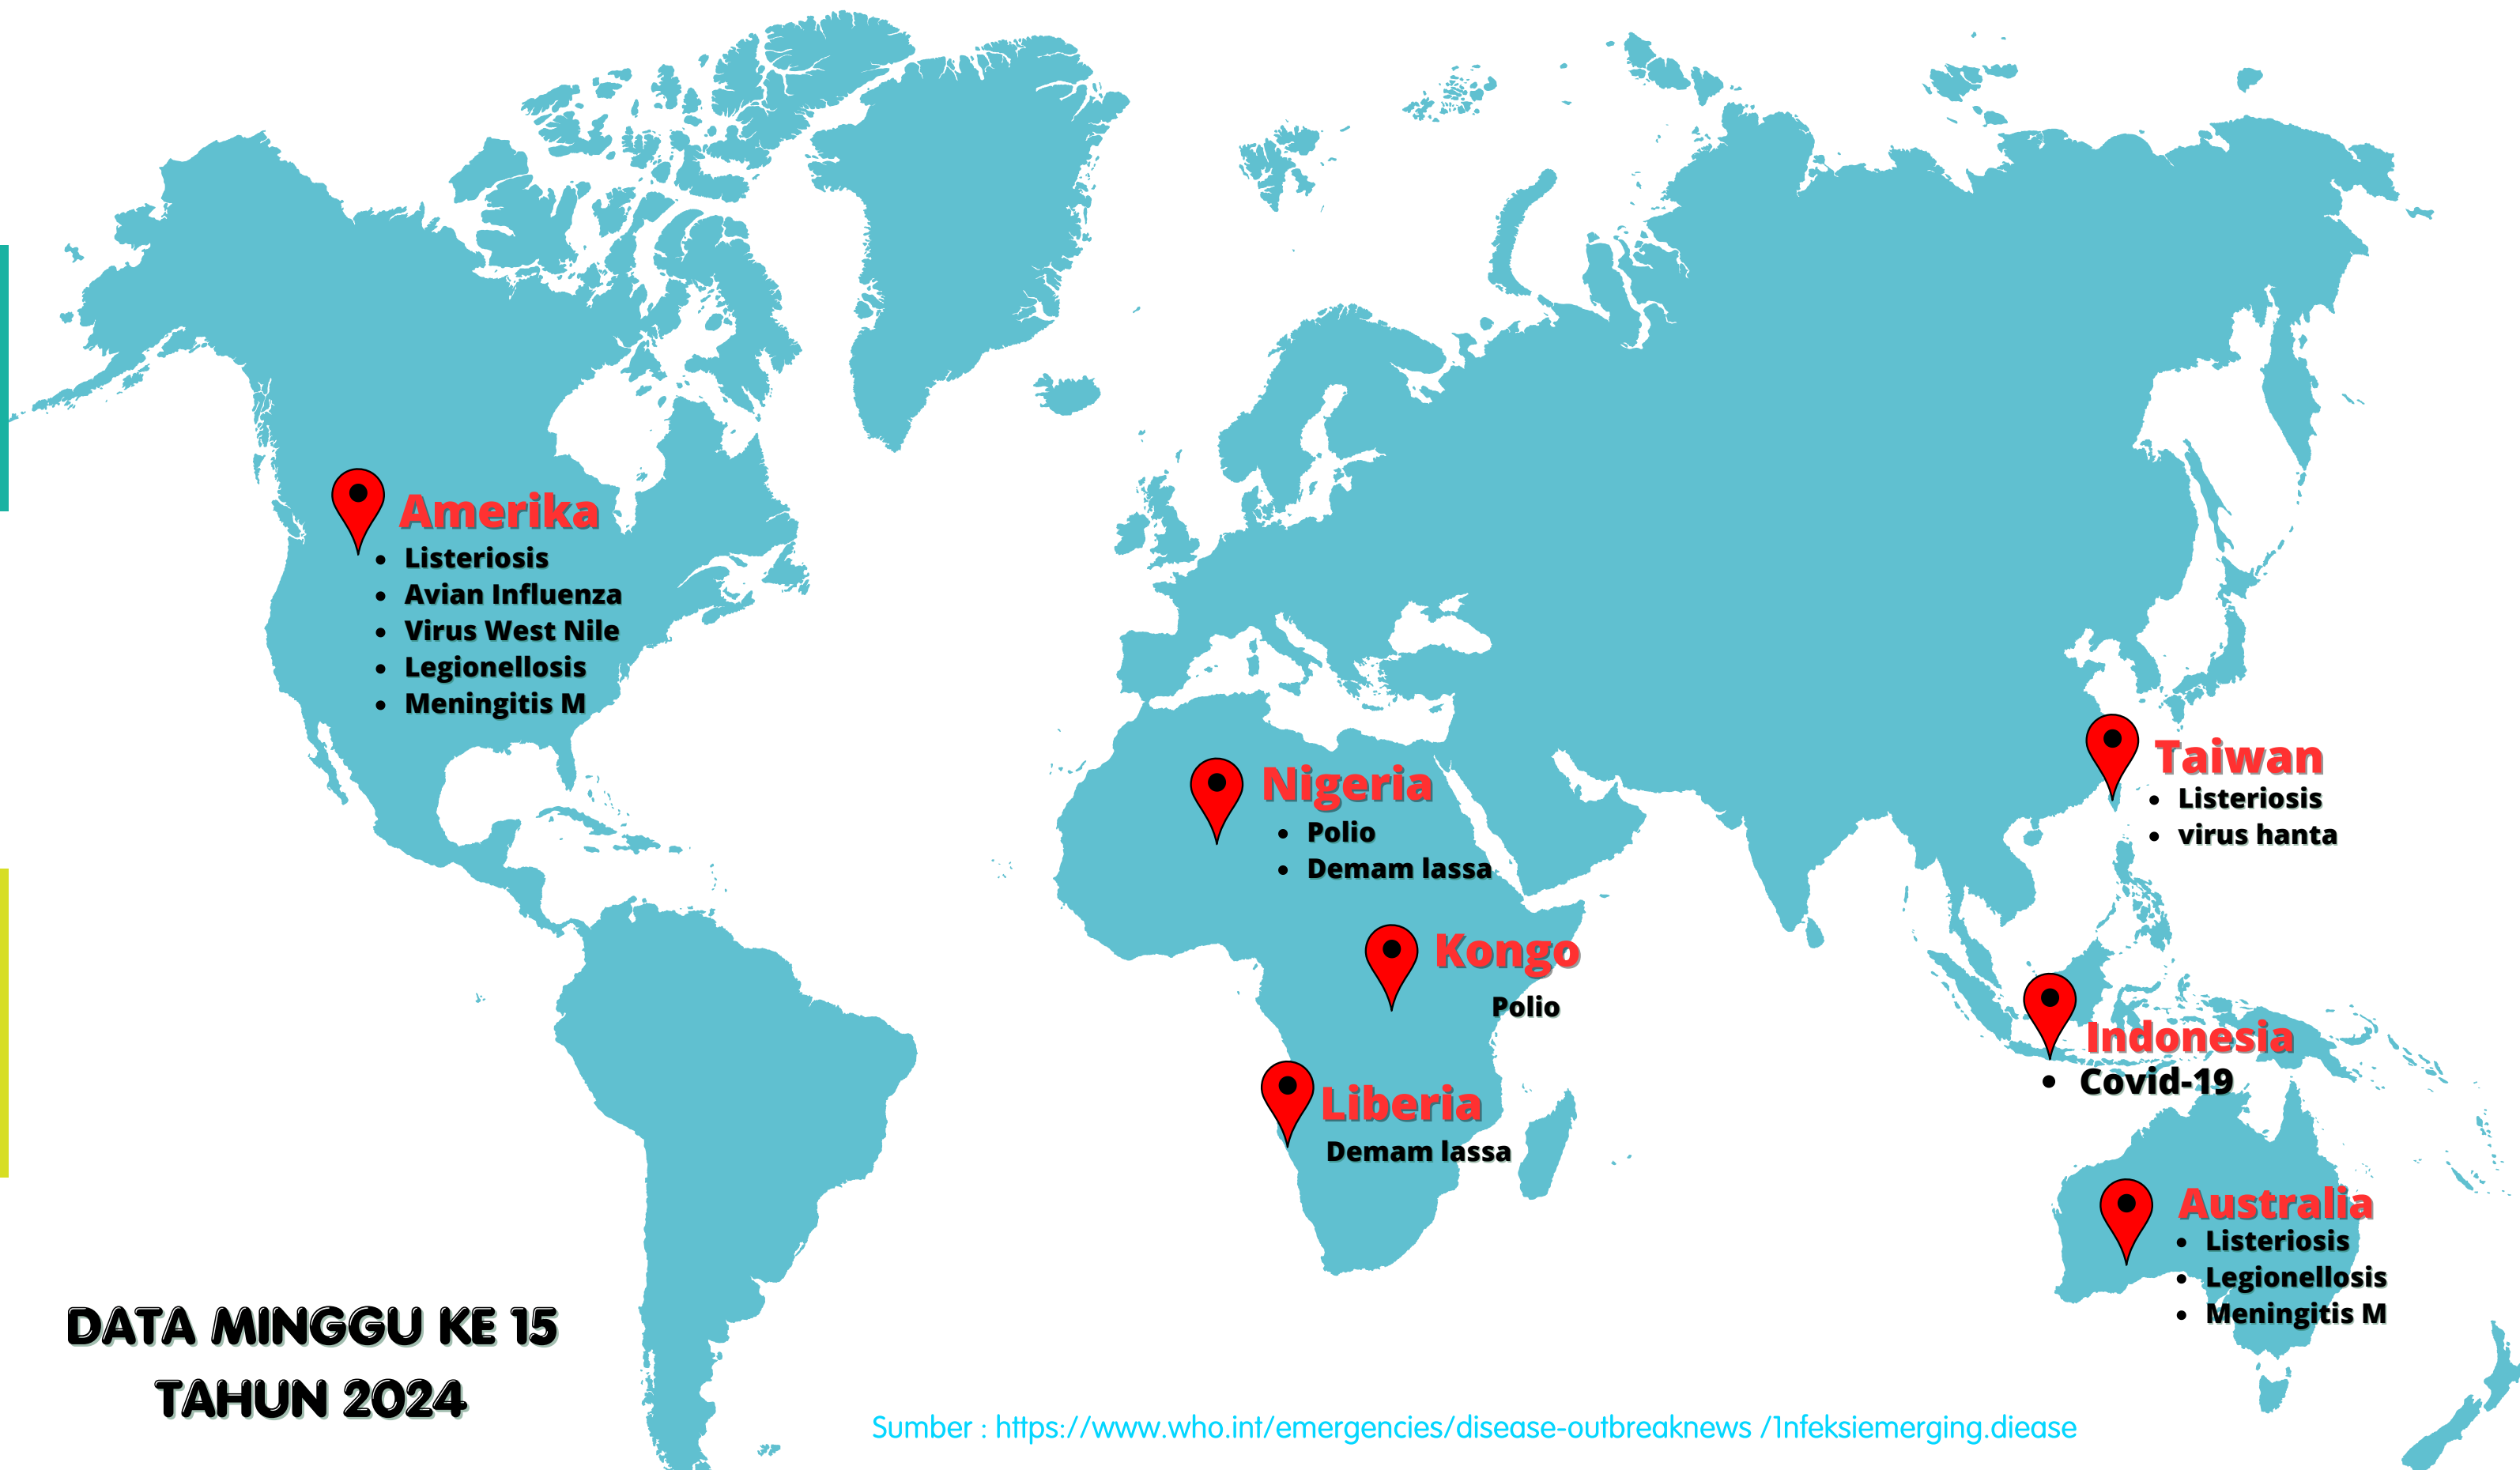 Amerika
• Listeriosis
• Avian Influenza
• Virus West Nile
• Legionellosis
• Meningitis M
Nigeria
• Polio
• Demam lassa
Kongo
Polio
Liberia
Demam lassa
Taiwan
• Listeriosis
• virus hanta
Indonesia
• Covid-19
Australia
• Listeriosis
• Legionellosis
• Meningitis M
DATA MINGGU KE 15
TAHUN 2024
Sumber : https://www.who.int/emergencies/disease-outbreaknews /1nfeksiemerging.diease